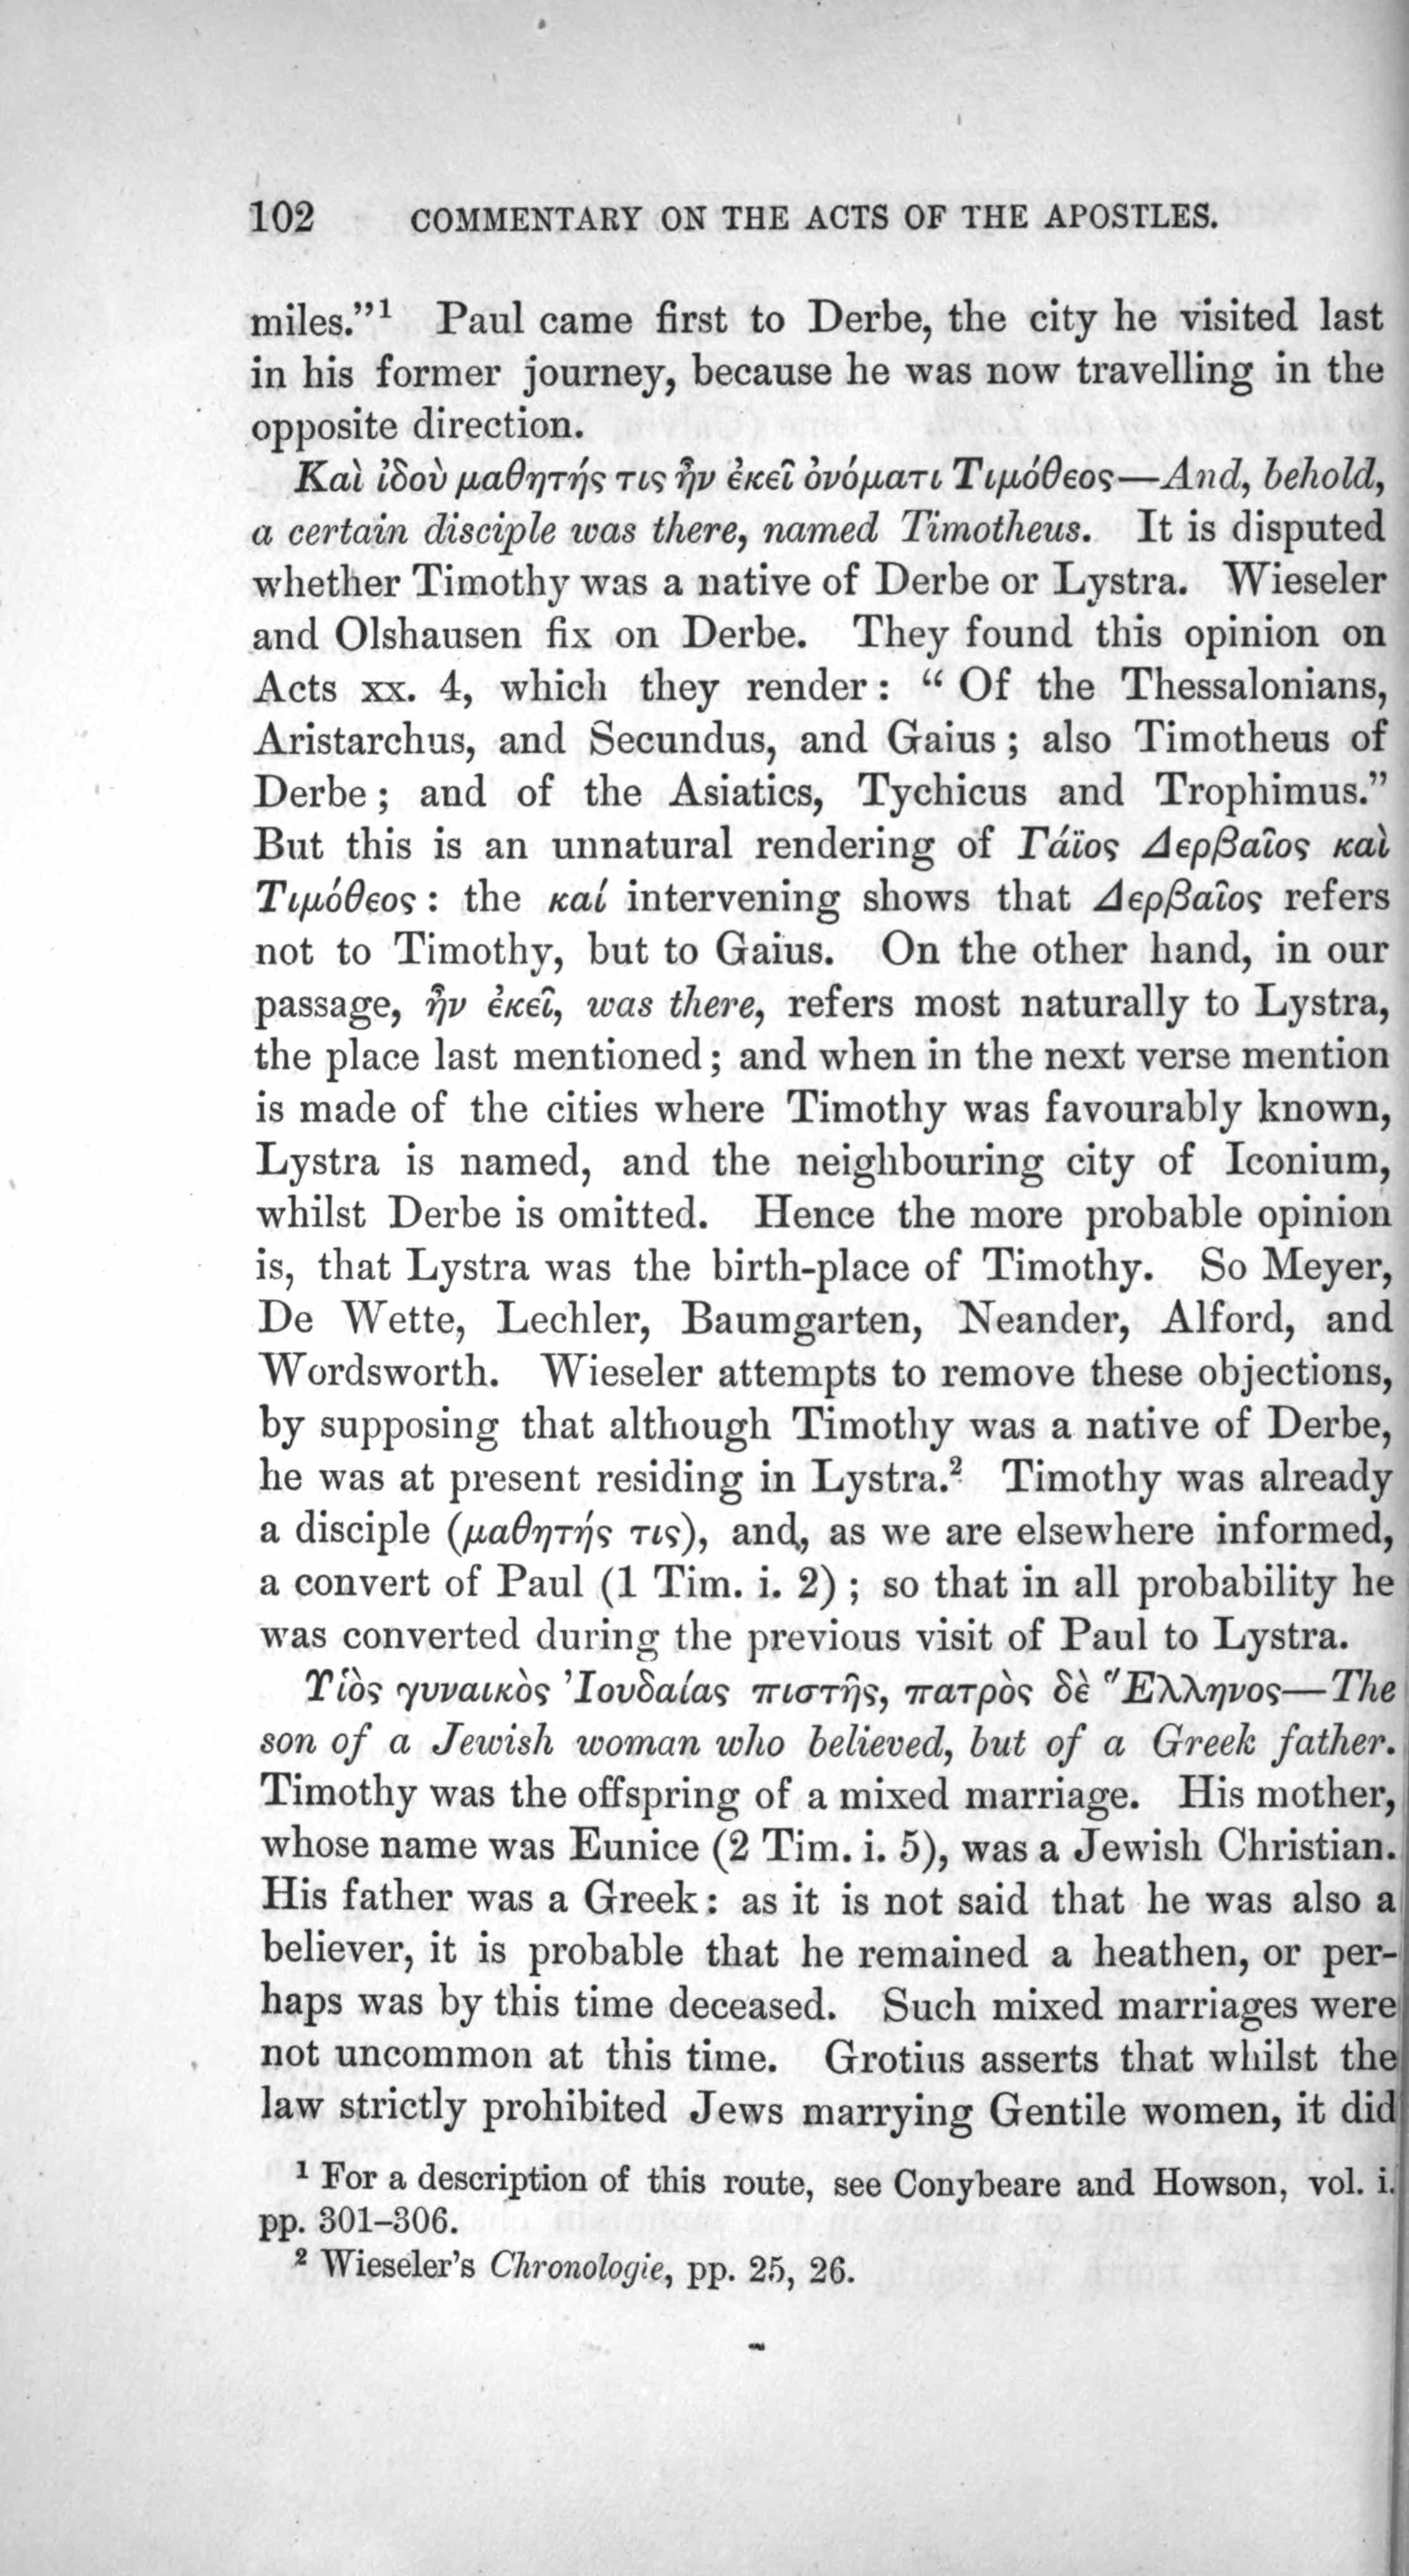 102 COMMENTARY ON THE ACTS OF THE APOSTLES.
miles."¹ Paul came first to Derbe, the city he visited last
in his former journey, because he was now travelling in the
opposite direction.
Καὶ ἰδοὺ μαθητής τις ἦν ἐκεῖ ὀνόματι Τιμόθεος—And, behold,
a certain disciple was there, named Timotheus. It is disputed
whether Timothy was a native of Derbe or Lystra. Wieseler
and Olshausen fix on Derbe. They found this opinion on
Acts xx. 4, which they render: "Of the Thessalonians,
Aristarchus, and Secundus, and Gaius; also Timotheus of
Derbe; and of the Asiatics, Tychicus and Trophimus."
But this is an unnatural rendering of Γάϊος Δερβαῖος καὶ
Τιμόθεος: the καί intervening shows that Δερβαῖος refers
not to Timothy, but to Gaius. On the other hand, in our
passage, ἦν ἐκεῖ, was there, refers most naturally to Lystra,
the place last mentioned; and when in the next verse mention
is made of the cities where Timothy was favourably known,
Lystra is named, and the neighbouring city of Iconium,
whilst Derbe is omitted. Hence the more probable opinion
is, that Lystra was the birth-place of Timothy. So Meyer,
De Wette, Lechler, Baumgarten, Neander, Alford, and
Wordsworth. Wieseler attempts to remove these objections,
by supposing that although Timothy was a native of Derbe,
he was at present residing in Lystra.² Timothy was already
a disciple (μαθητής τις), and, as we are elsewhere informed,
a convert of Paul (1 Tim. i. 2); so that in all probability he
was converted during the previous visit of Paul to Lystra.
Υἱὸς γυναικὸς Ἰουδαίας πιστῆς, πατρὸς δὲ Ἕλληνος—The
son of a Jewish woman who believed, but of a Greek father.
Timothy was the offspring of a mixed marriage. His mother,
whose name was Eunice (2 Tim. i. 5), was a Jewish Christian.
His father was a Greek: as it is not said that he was also a
believer, it is probable that he remained a heathen, or per-
haps was by this time deceased. Such mixed marriages were
not uncommon at this time. Grotius asserts that whilst the
law strictly prohibited Jews marrying Gentile women, it did
¹ For a description of this route, see Conybeare and Howson, vol. i.
pp. 301–306.
² Wieseler's Chronologie, pp. 25, 26.